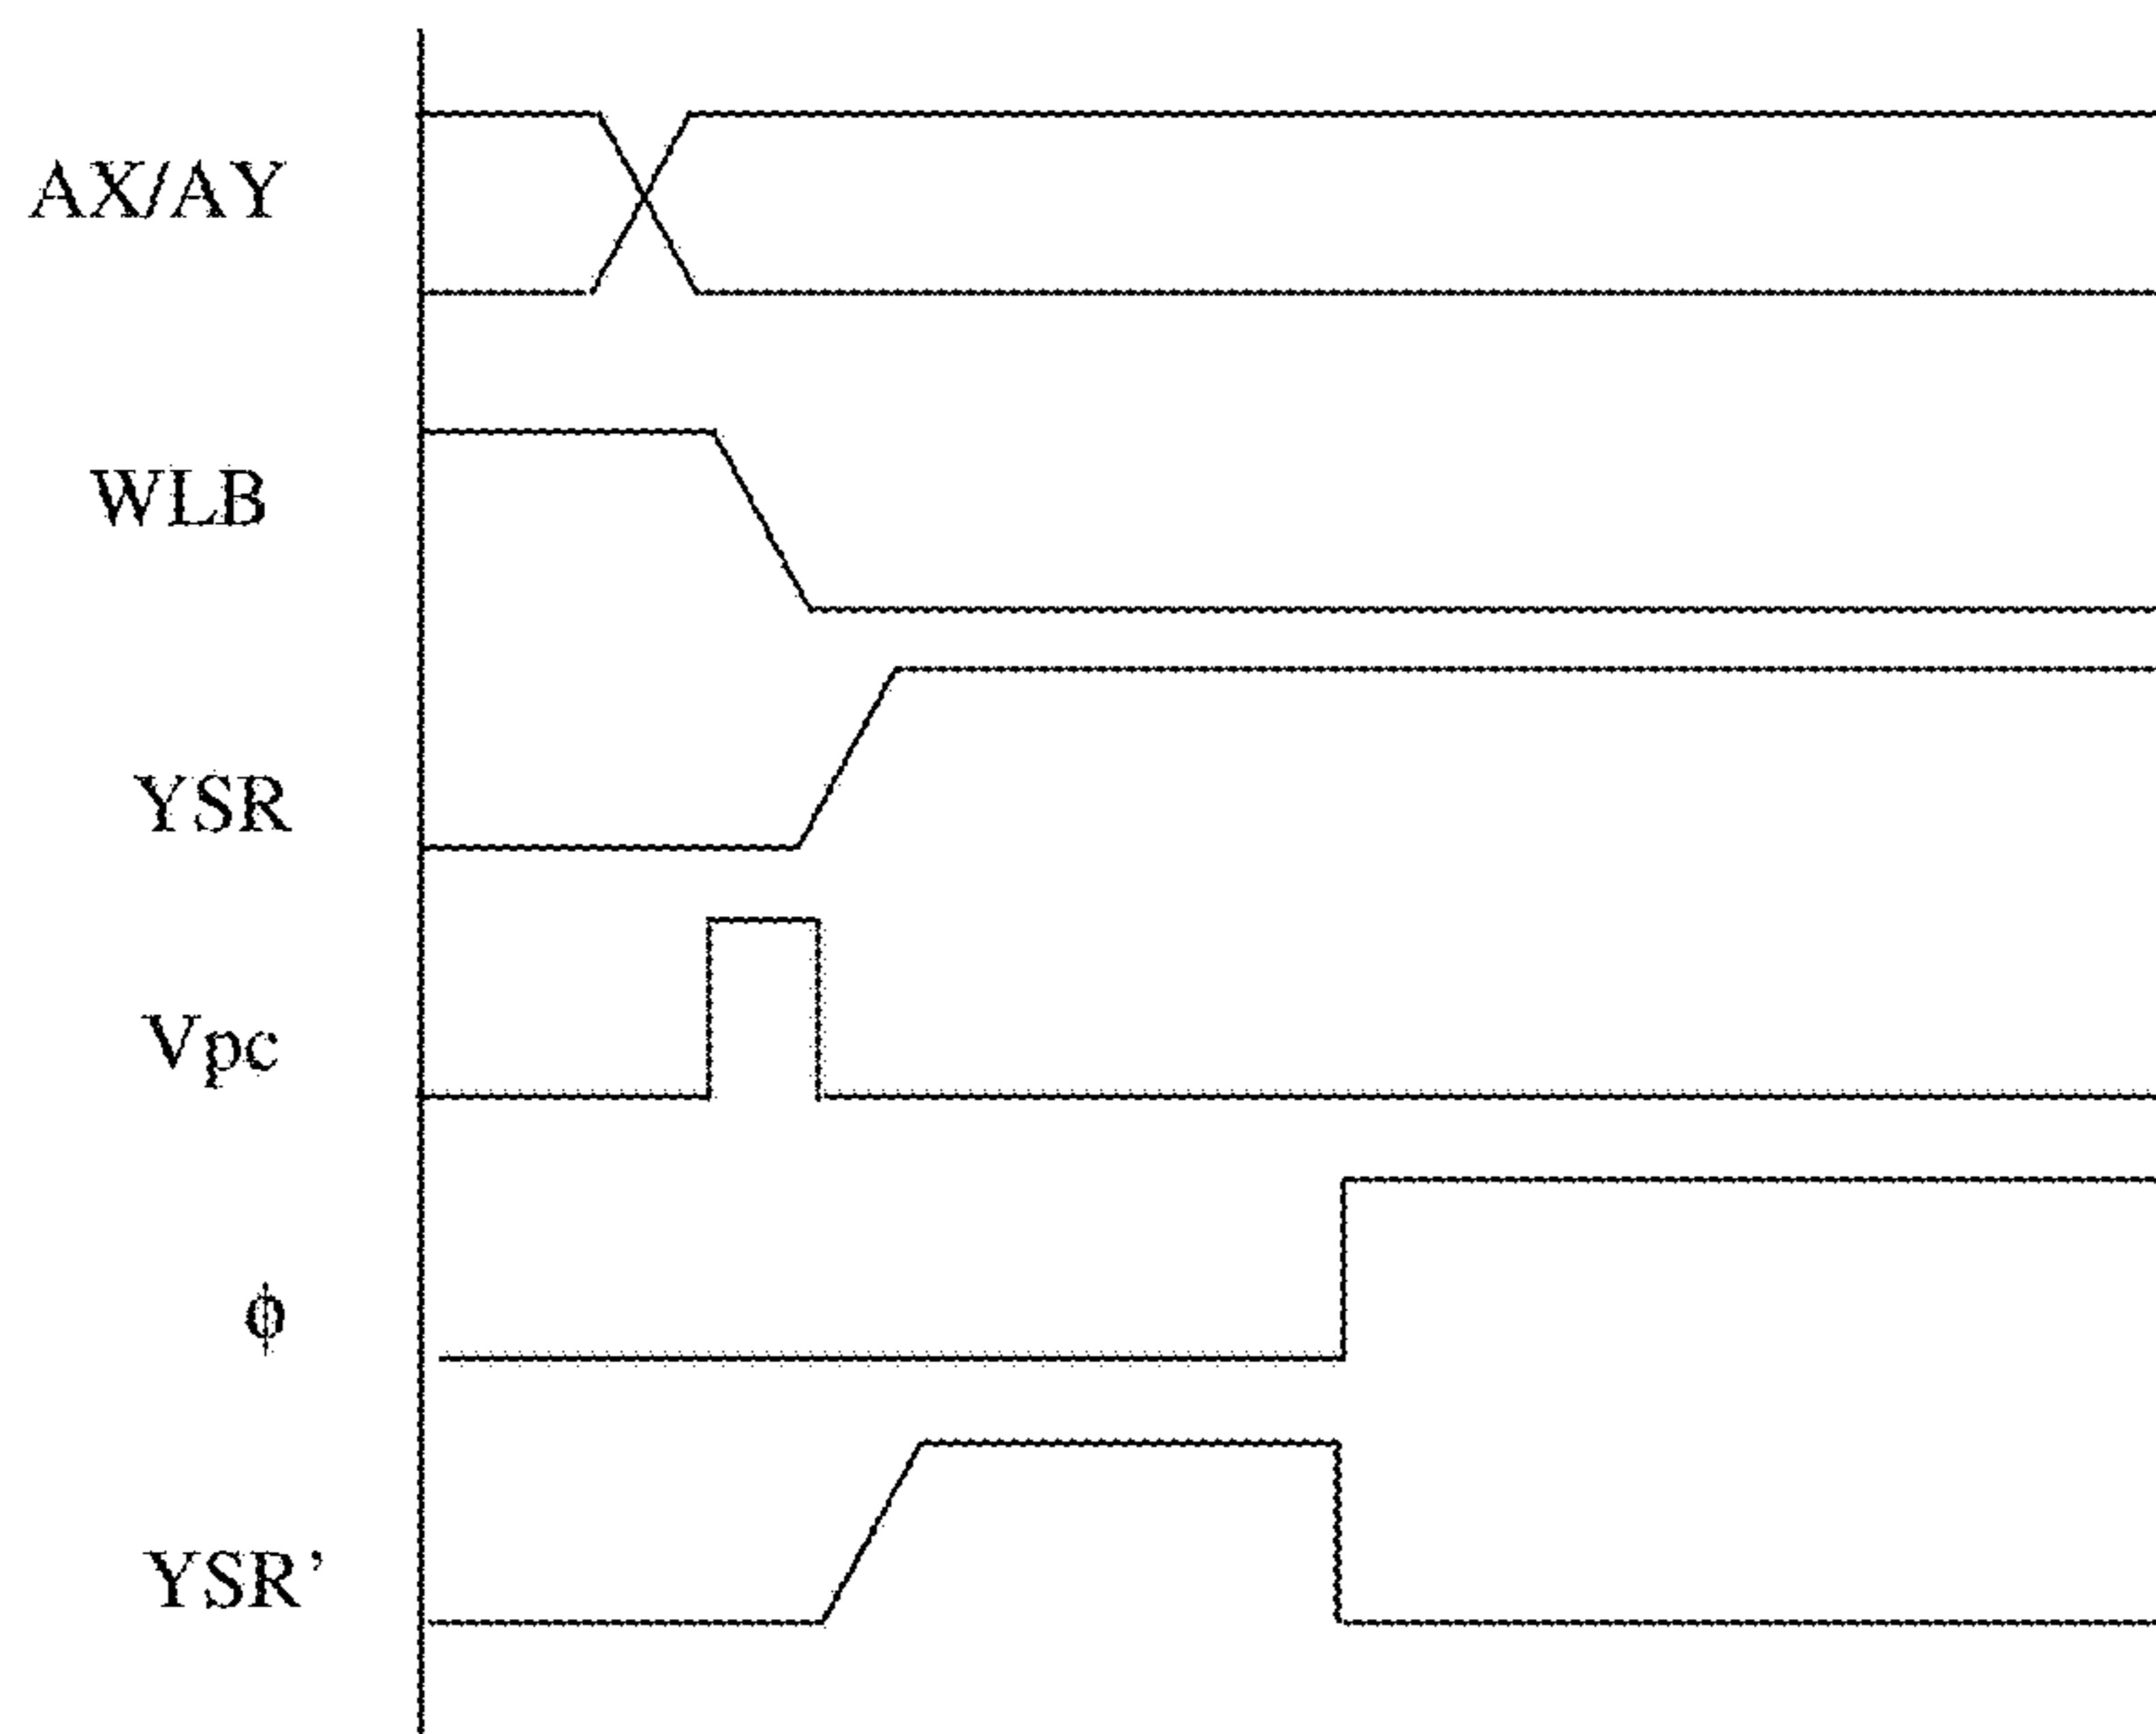 AX/AY
WLB
YSR
Vpc
ϕ
YSR’